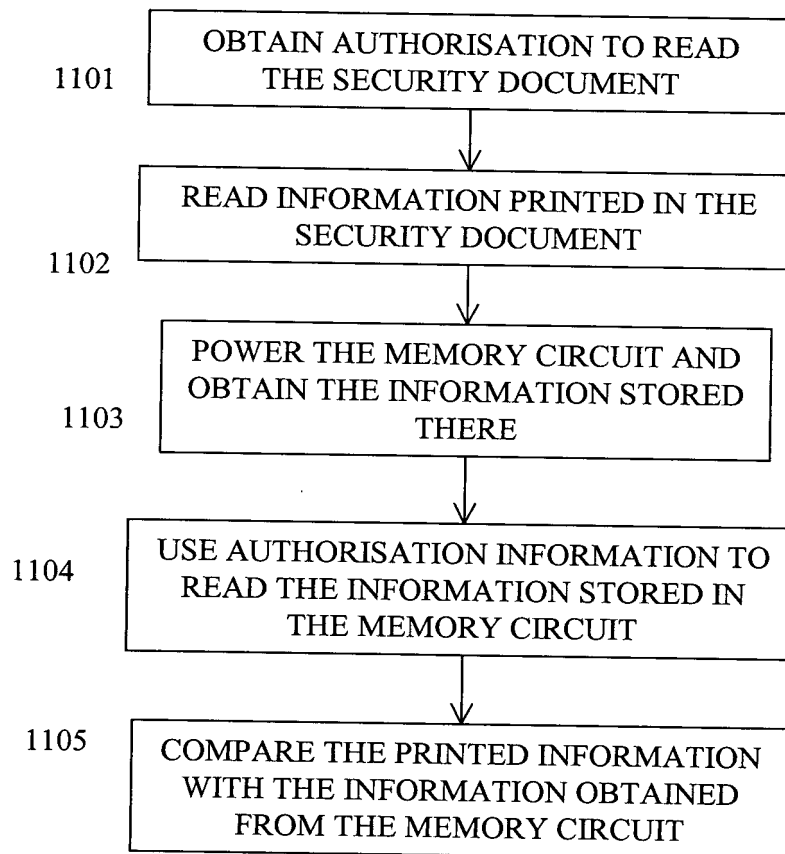 OBTAIN AUTHORISATION TO READ
THE SECURITY DOCUMENT
1101
READ INFORMATION PRINTED IN THE
SECURITY DOCUMENT
1102
POWER THE MEMORY CIRCUIT AND
OBTAIN THE INFORMATION STORED
THERE
1103
USE AUTHORISATION INFORMATION TO
READ THE INFORMATION STORED IN
THE MEMORY CIRCUIT
1104
COMPARE THE PRINTED INFORMATION
WITH THE INFORMATION OBTAINED
FROM THE MEMORY CIRCUIT
1105